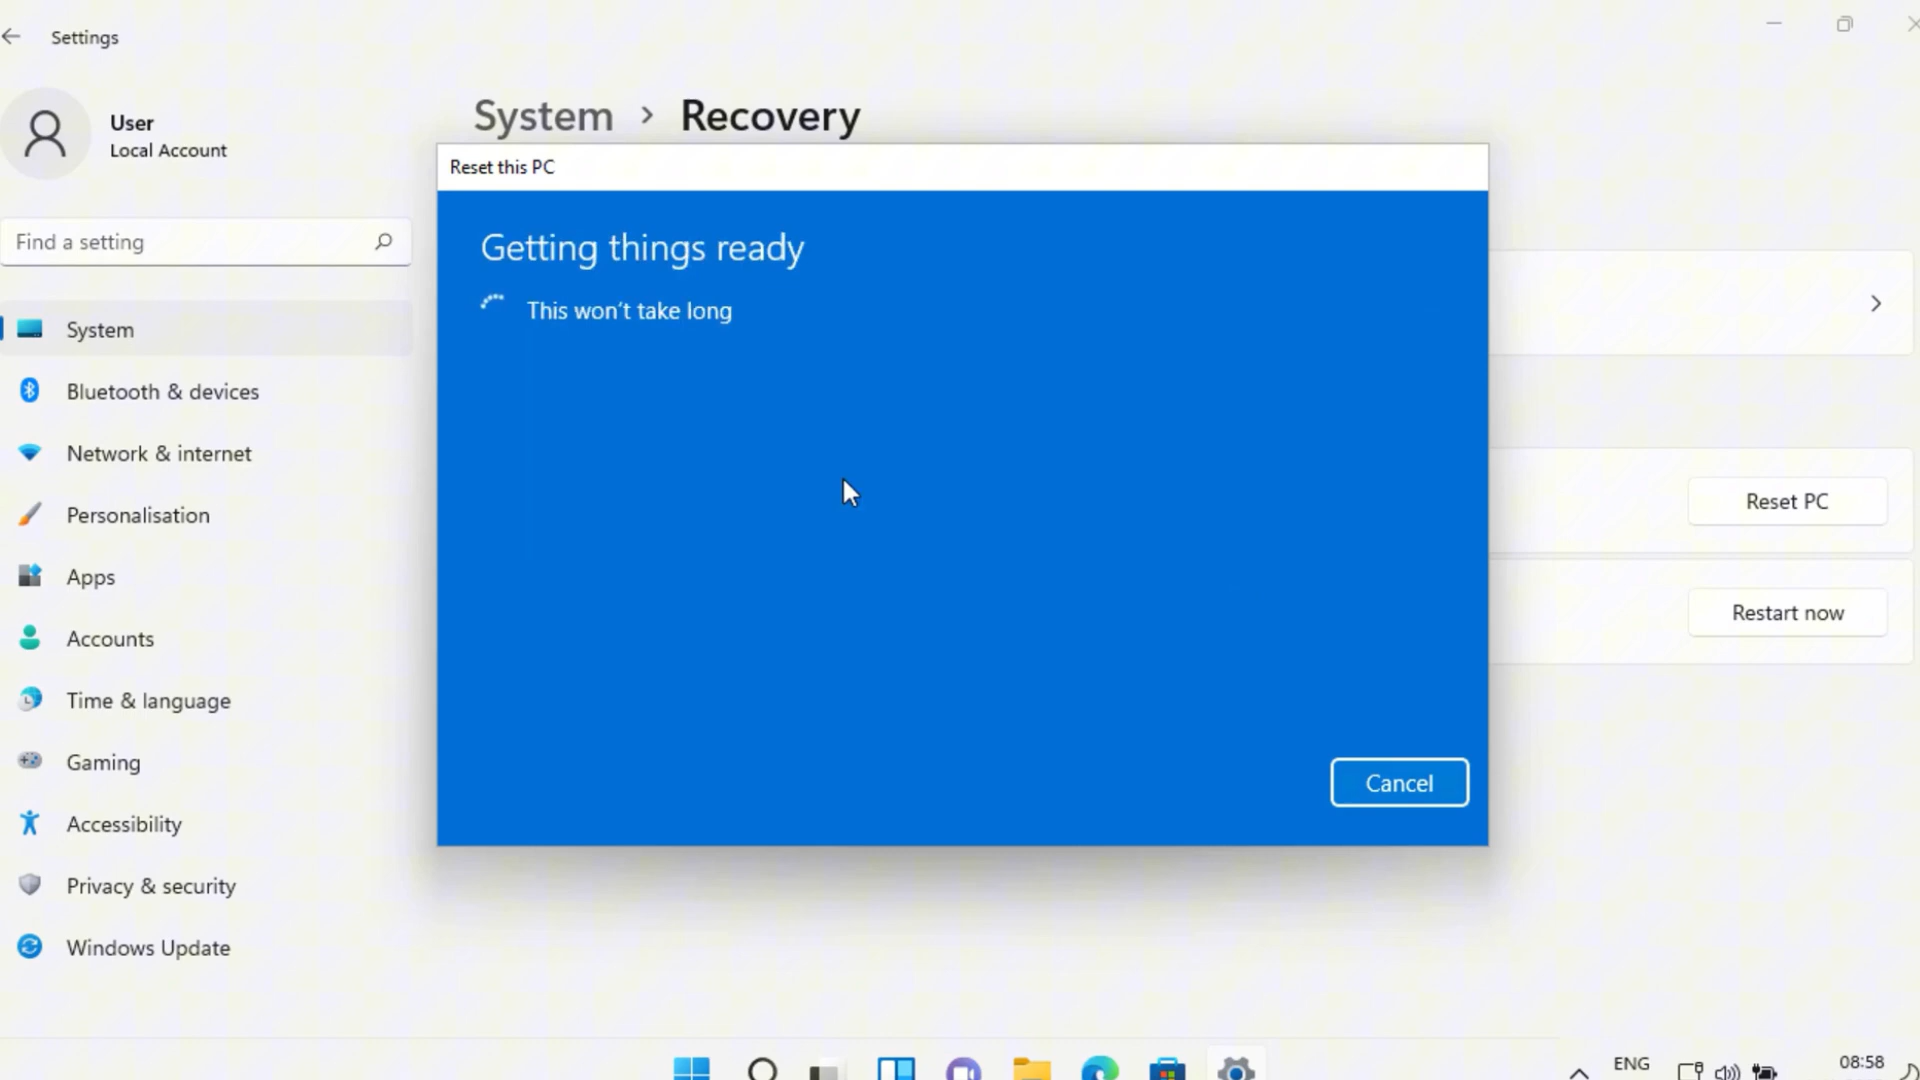 Settings
User
Local Account
Find a setting
System
Bluetooth & devices
Network & internet
Personalisation
Apps
Accounts
Time & language
Gaming
Accessibility
Privacy & security
Windows Update
System > Recovery
Reset this PC
Getting things ready
This won't take long
Cancel
Reset PC
Restart now
ENG
08:58